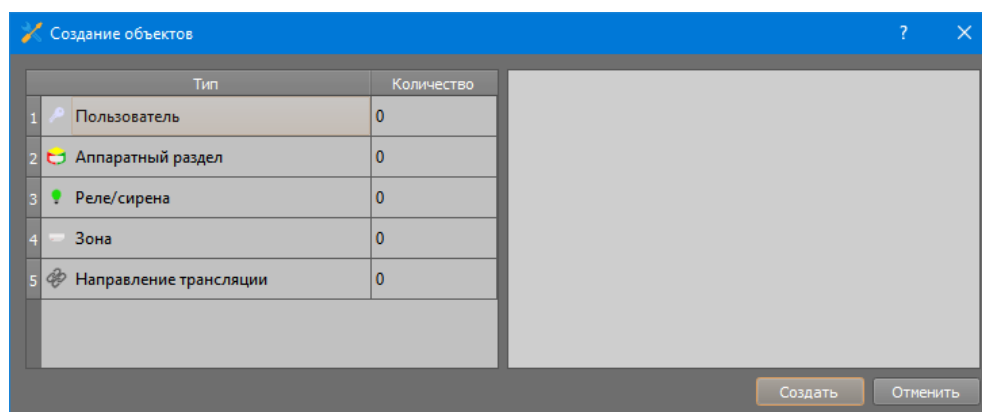 Создание объектов ?
Тип Количество
1 Пользователь 0
2 Аппаратный раздел 0
3 Реле/сирена 0
4 Зона 0
5 Направление трансляции 0
Создать Отменить